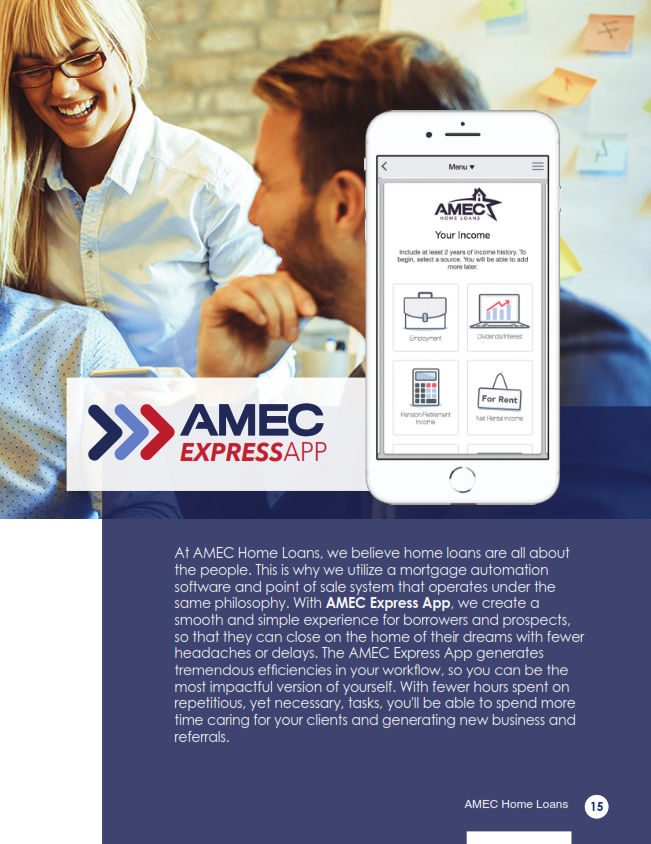 Menu ▾
AMEC
HOME LOANS
Your Income
Include at least 2 years of income history. To
begin, select a source. You will be able to add
more later.
Employment
Dividends/Interest
Pension/Retirement
Income
For Rent
Net Rental Income
AMEC
EXPRESSAPP
At AMEC Home Loans, we believe home loans are all about
the people. This is why we utilize a mortgage automation
software and point of sale system that operates under the
same philosophy. With AMEC Express App, we create a
smooth and simple experience for borrowers and prospects,
so that they can close on the home of their dreams with fewer
headaches or delays. The AMEC Express App generates
tremendous efficiencies in your workflow, so you can be the
most impactful version of yourself. With fewer hours spent on
repetitious, yet necessary, tasks, you'll be able to spend more
time caring for your clients and generating new business and
referrals.
AMEC Home Loans 15